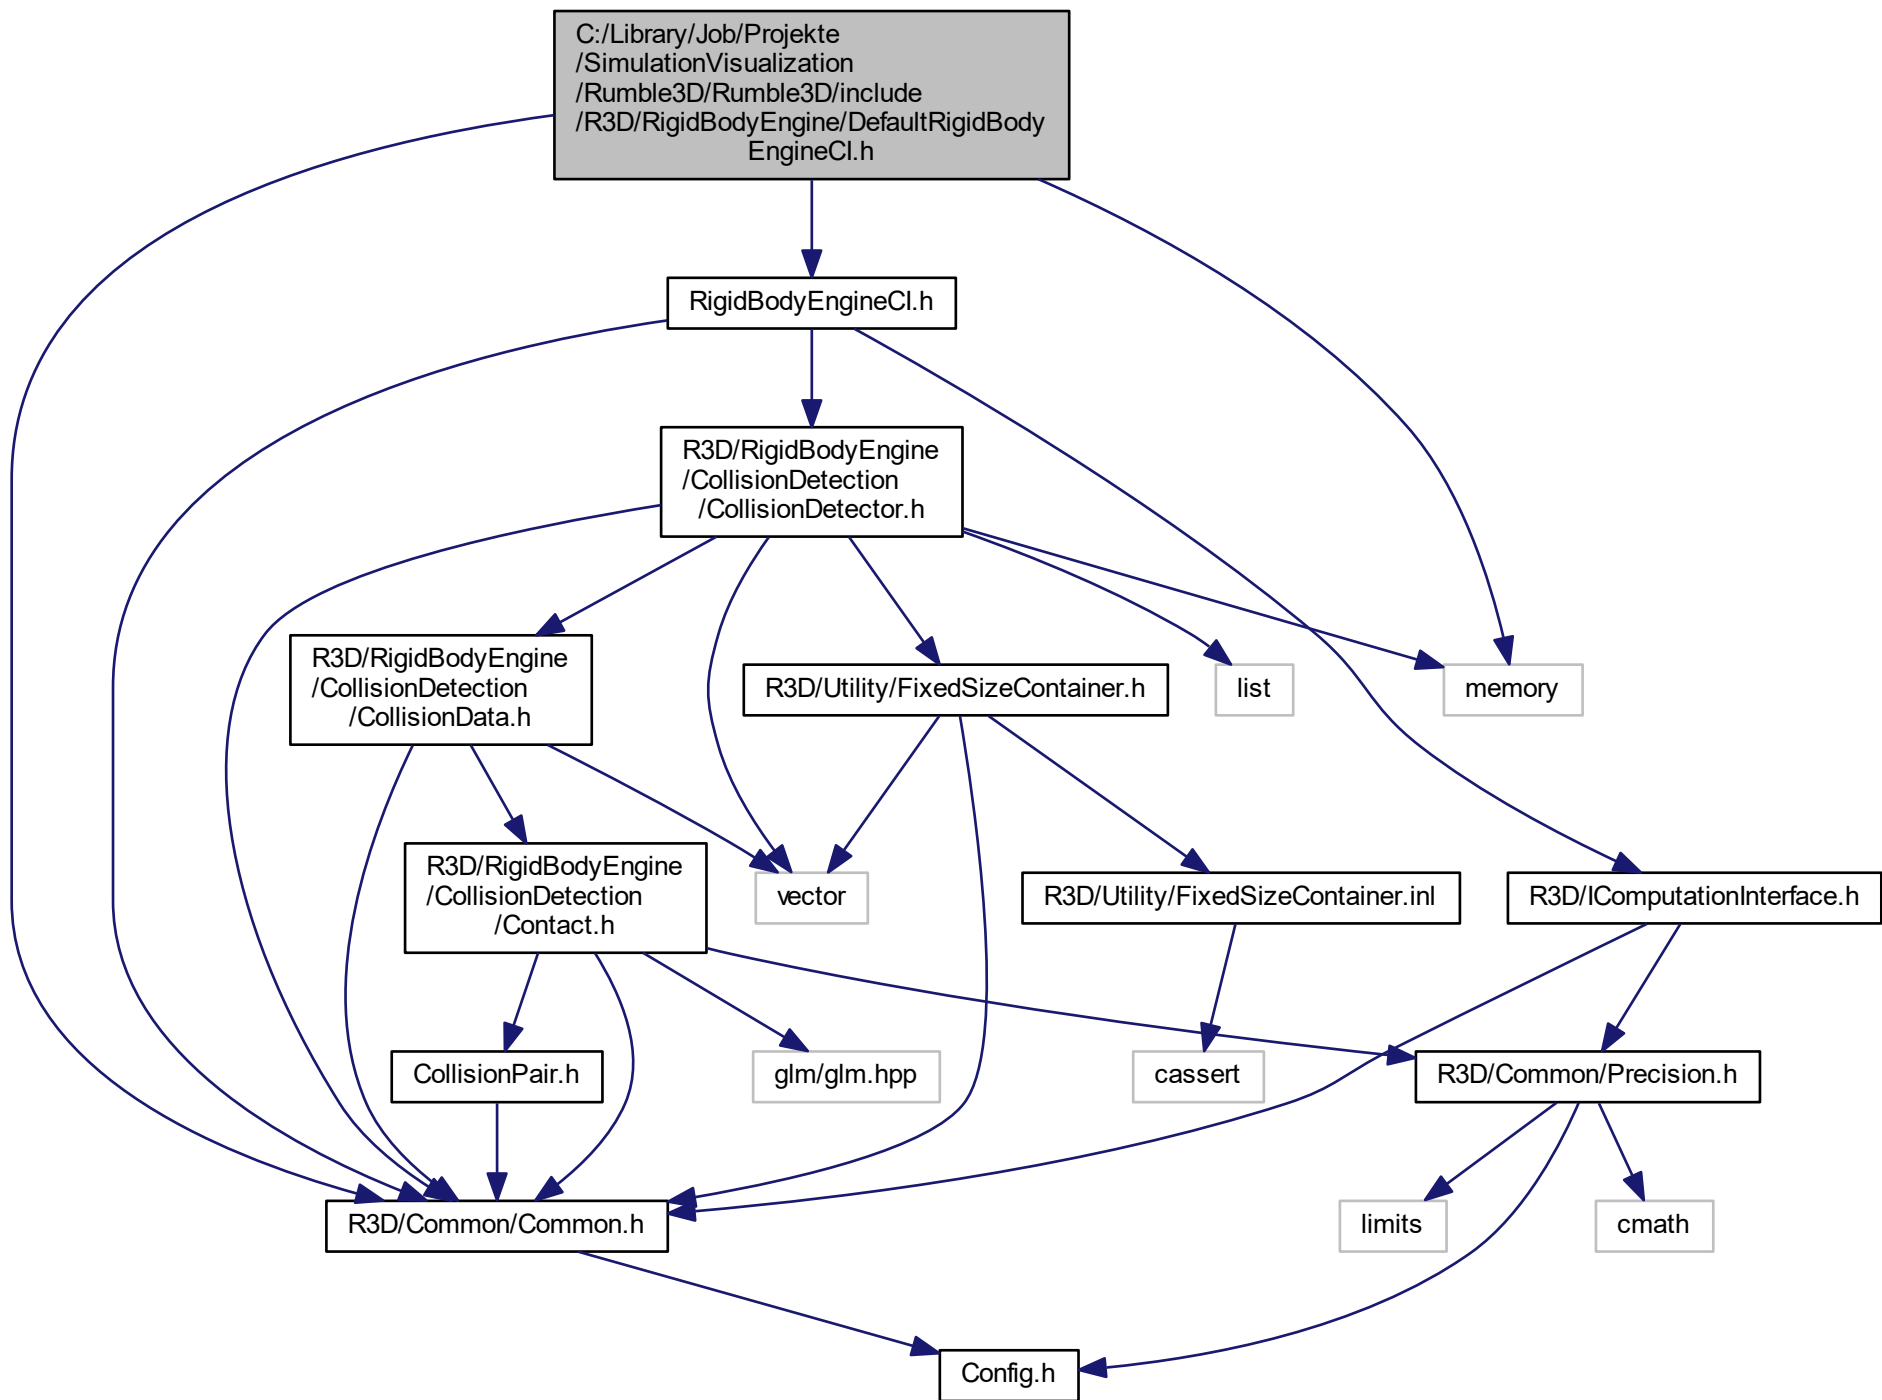 C:/Library/Job/Projekte
/SimulationVisualization
/Rumble3D/Rumble3D/include
/R3D/RigidBodyEngine/DefaultRigidBody
EngineCI.h
RigidBodyEngineCI.h
R3D/RigidBodyEngine
/CollisionDetection
/CollisionDetector.h
R3D/RigidBodyEngine
/CollisionDetection
/CollisionData.h
R3D/Utility/FixedSizeContainer.h
list
memory
R3D/RigidBodyEngine
/CollisionDetection
/Contact.h
vector
R3D/Utility/FixedSizeContainer.inl
R3D/IComputationInterface.h
CollisionPair.h
glm/glm.hpp
cassert
R3D/Common/Precision.h
R3D/Common/Common.h
limits
cmath
Config.h